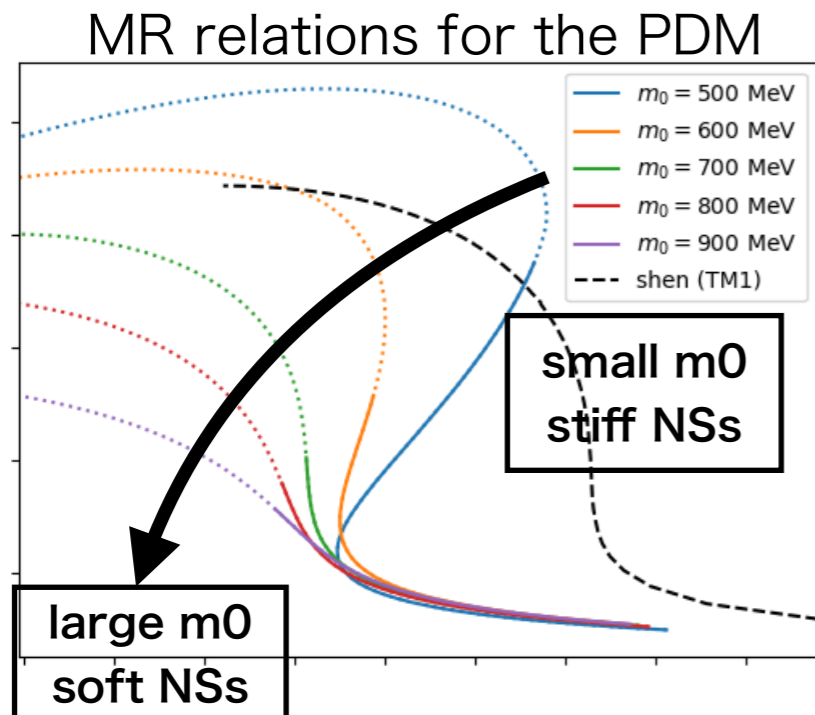 MR relations for the PDM
m₀ = 500 MeV
m₀ = 600 MeV
m₀ = 700 MeV
m₀ = 800 MeV
m₀ = 900 MeV
shen (TM1)
small m0
stiff NSs
large m0
soft NSs